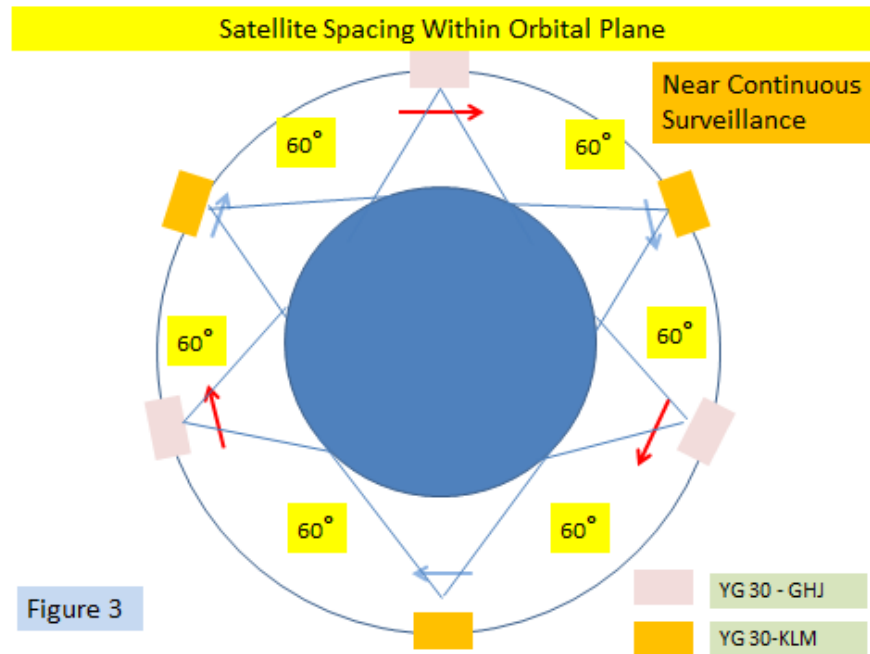 Satellite Spacing Within Orbital Plane
Near Continuous
Surveillance
60°
60°
60°
60°
60°
60°
Figure 3
YG 30 - GHJ
YG 30-KLM